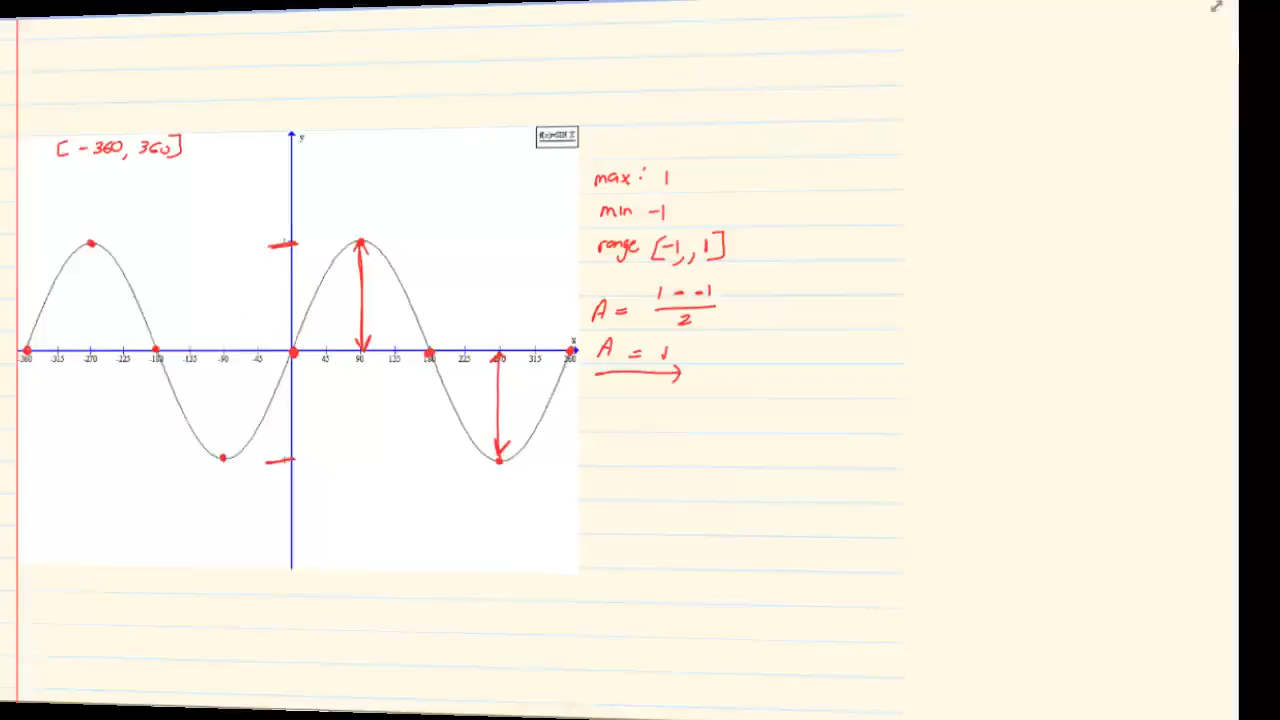 [-360, 360]
y
f(x)=sin X
max: 1
min -1
range [-1,, 1]
A = 1 - -1
2
x
A = 1
-360 -315 -270 -225 -180 -90 -45 45 90 135 180 225 270 315 360